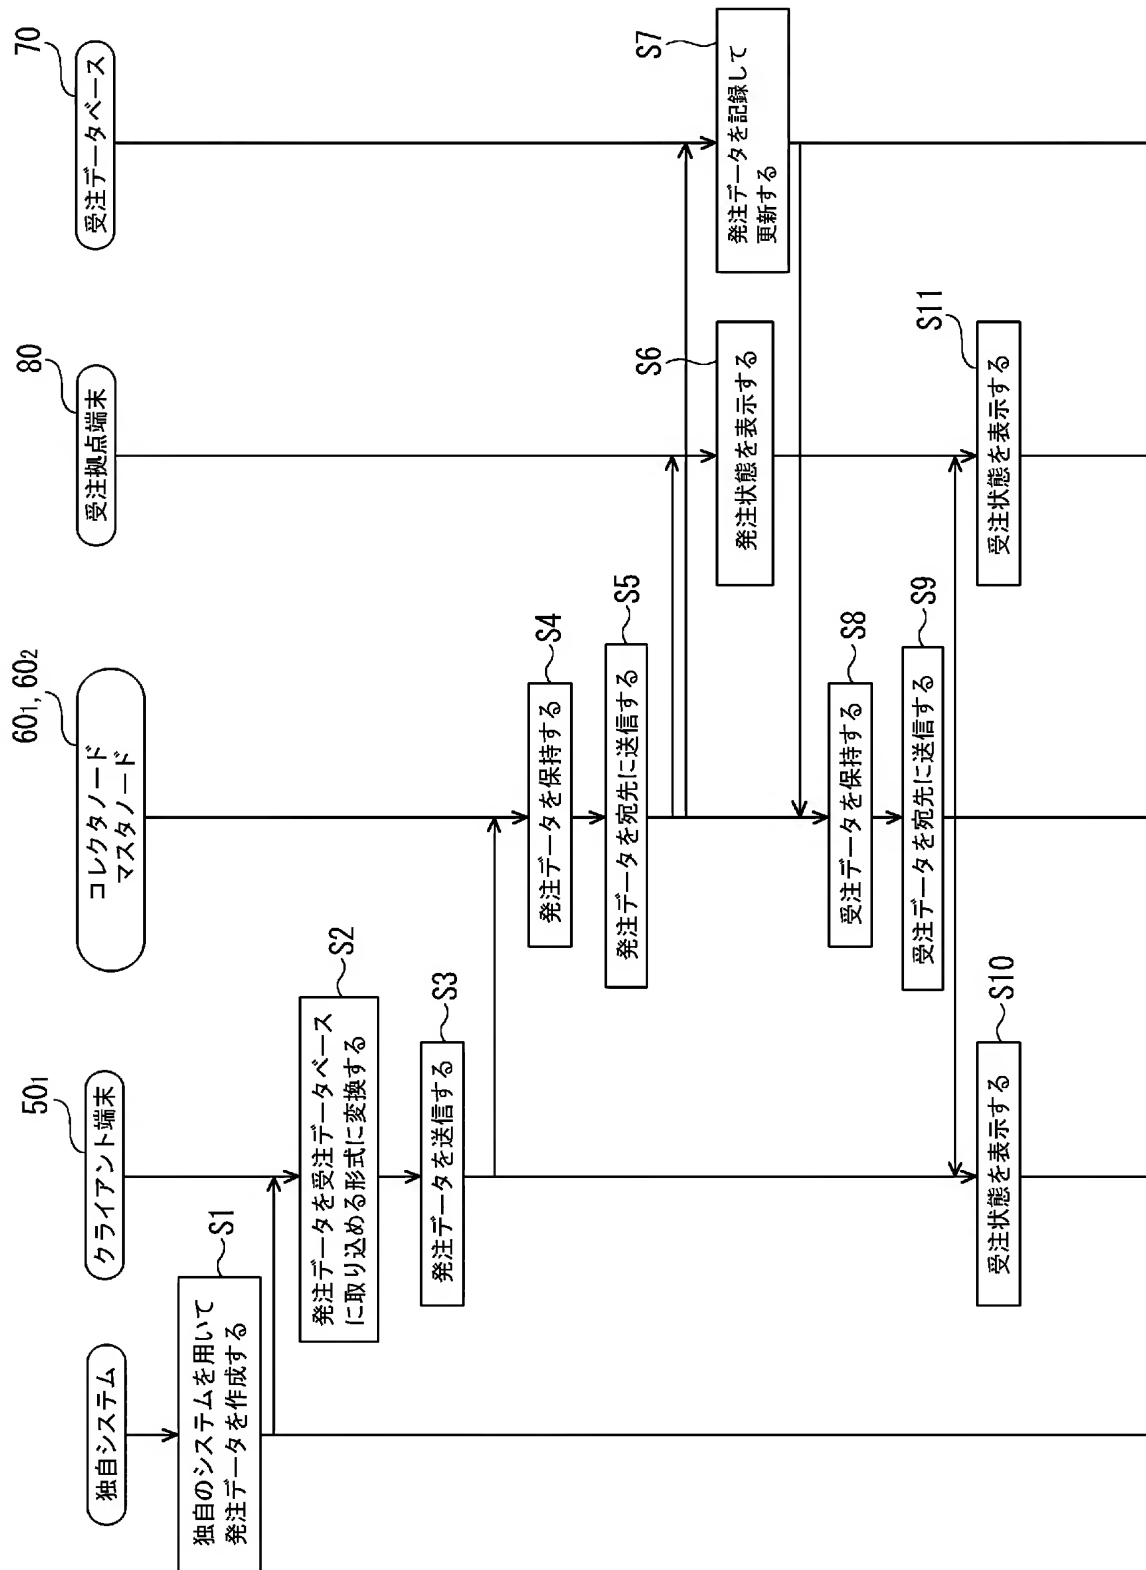 独自システム
クライアント端末
501
コレクタノード
マスタノード
601, 602
受注拠点端末
80
受注データベース
70
独自のシステムを用いて
発注データを作成する
S1
発注データを受注データベース
に取り込める形式に変換する
S2
発注データを送信する
S3
発注データを保持する
S4
発注データを宛先に送信する
S5
発注状態を表示する
S6
発注データを記録して
更新する
S7
受注データを保持する
S8
受注データを宛先に送信する
S9
受注状態を表示する
S10
受注状態を表示する
S11